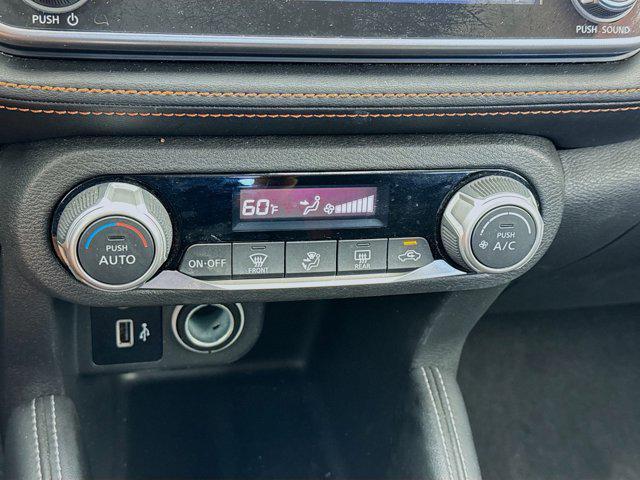 PUSH
PUSH SOUND
60°F
PUSH
AUTO
ON·OFF
FRONT
REAR
PUSH
A/C